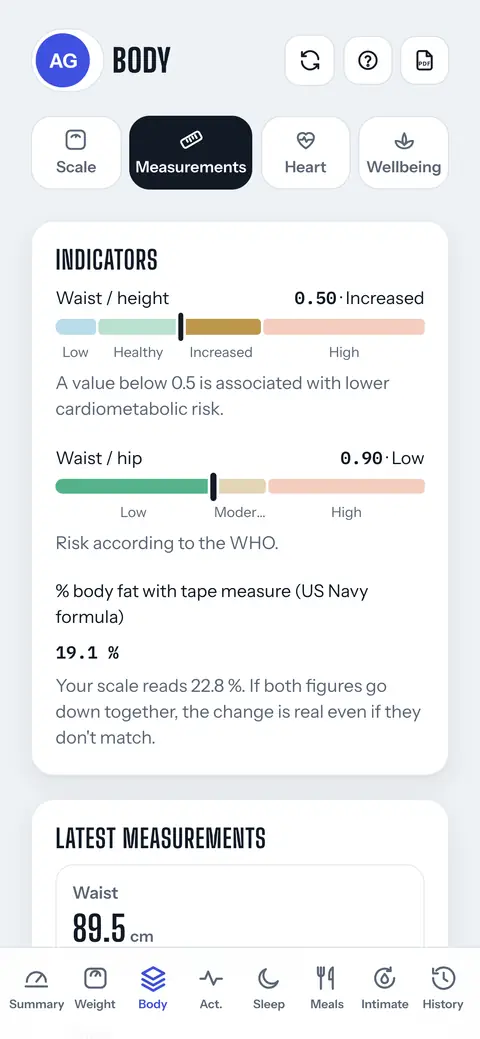 AG BODY
PDF
Scale Measurements Heart Wellbeing
INDICATORS
Waist / height 0.50 · Increased
Low Healthy Increased High
A value below 0.5 is associated with lower
cardiometabolic risk.
Waist / hip 0.90 · Low
Low Moder... High
Risk according to the WHO.
% body fat with tape measure (US Navy
formula)
19.1 %
Your scale reads 22.8 %. If both figures go
down together, the change is real even if they
don't match.
LATEST MEASUREMENTS
Waist
89.5 cm
Summary Weight Body Act. Sleep Meals Intimate History